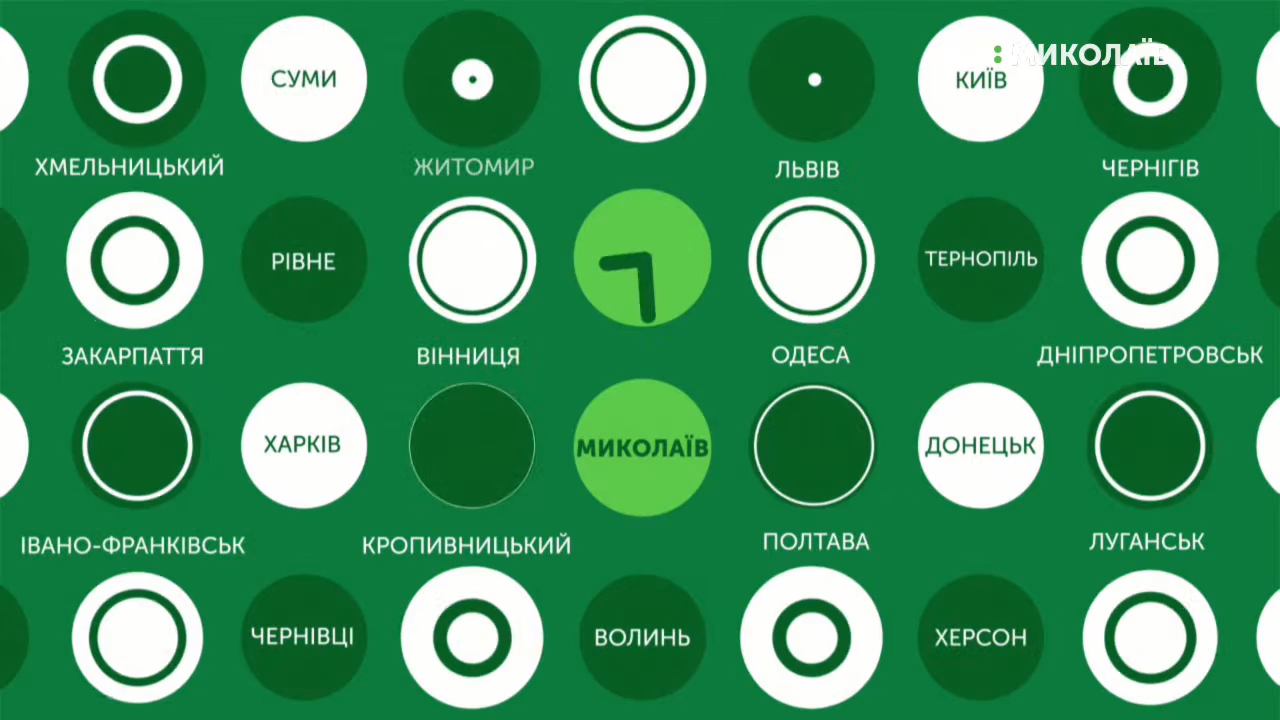 МИКОЛАЇВ
СУМИ
КИЇВ
ХМЕЛЬНИЦЬКИЙ
ЖИТОМИР
ЛЬВІВ
ЧЕРНІГІВ
РІВНЕ
ТЕРНОПІЛЬ
ЗАКАРПАТТЯ
ВІННИЦЯ
ОДЕСА
ДНІПРОПЕТРОВСЬК
ХАРКІВ
МИКОЛАЇВ
ДОНЕЦЬК
ІВАНО-ФРАНКІВСЬК
КРОПИВНИЦЬКИЙ
ПОЛТАВА
ЛУГАНСЬК
ЧЕРНІВЦІ
ВОЛИНЬ
ХЕРСОН